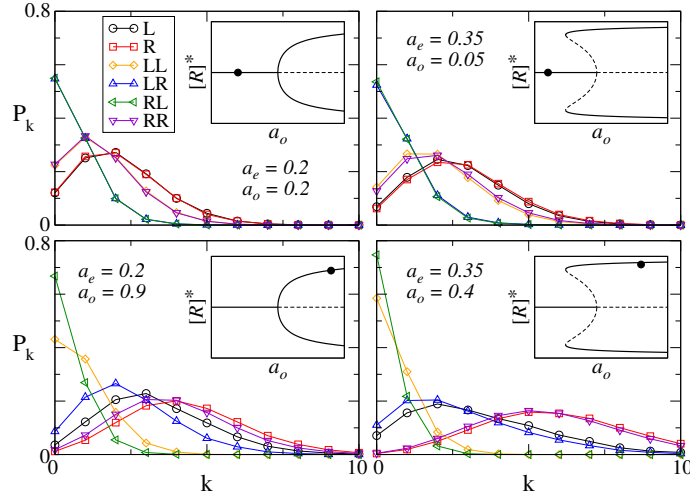 0.8
P_k
0
L
R
LL
LR
RL
RR
[R]*
a_o
a_e = 0.2
a_o = 0.2
a_e = 0.35
a_o = 0.05
[R]*
a_o
0.8
P_k
0
0
10
k
a_e = 0.2
a_o = 0.9
[R]*
a_o
a_e = 0.35
a_o = 0.4
[R]*
a_o
0
10
k